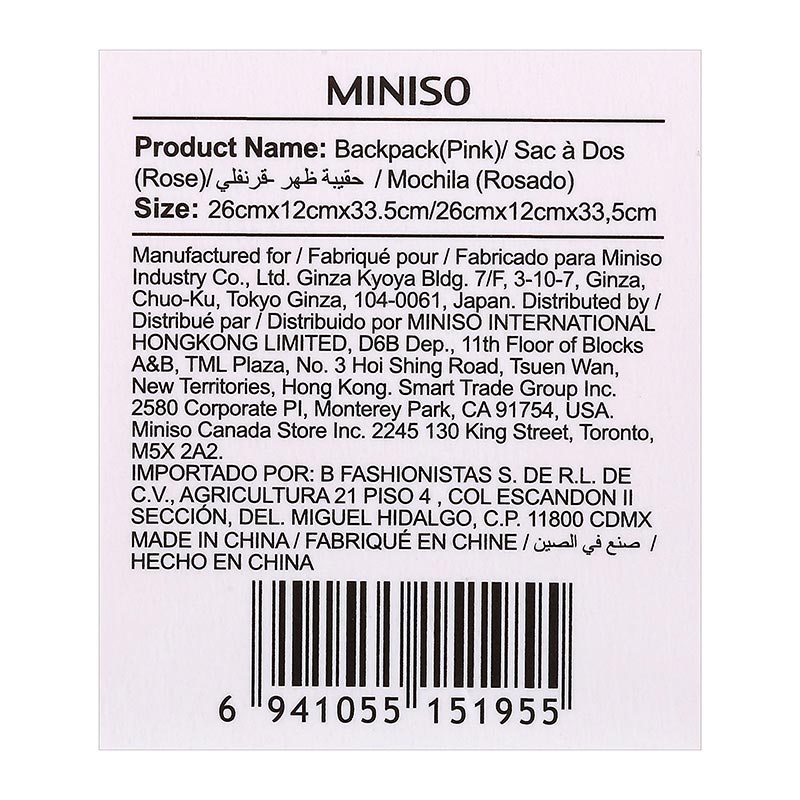 MINISO
Product Name: Backpack(Pink)/ Sac à Dos
(Rose)/ حقيبة ظهر -قرنفلي / Mochila (Rosado)
Size: 26cmx12cmx33.5cm/26cmx12cmx33,5cm
Manufactured for / Fabriqué pour / Fabricado para Miniso
Industry Co., Ltd. Ginza Kyoya Bldg. 7/F, 3-10-7, Ginza,
Chuo-Ku, Tokyo Ginza, 104-0061, Japan. Distributed by /
Distribué par / Distribuido por MINISO INTERNATIONAL
HONGKONG LIMITED, D6B Dep., 11th Floor of Blocks
A&B, TML Plaza, No. 3 Hoi Shing Road, Tsuen Wan,
New Territories, Hong Kong. Smart Trade Group Inc.
2580 Corporate PI, Monterey Park, CA 91754, USA.
Miniso Canada Store Inc. 2245 130 King Street, Toronto,
M5X 2A2.
IMPORTADO POR: B FASHIONISTAS S. DE R.L. DE
C.V., AGRICULTURA 21 PISO 4 , COL ESCANDON II
SECCIÓN, DEL. MIGUEL HIDALGO, C.P. 11800 CDMX
MADE IN CHINA / FABRIQUÉ EN CHINE / صنع في الصين /
HECHO EN CHINA
6 941055 151955